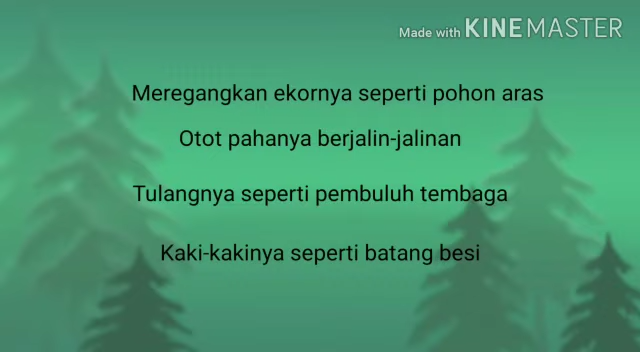 Made with KINEMASTER
Meregangkan ekornya seperti pohon aras
Otot pahanya berjalin-jalinan
Tulangnya seperti pembuluh tembaga
Kaki-kakinya seperti batang besi